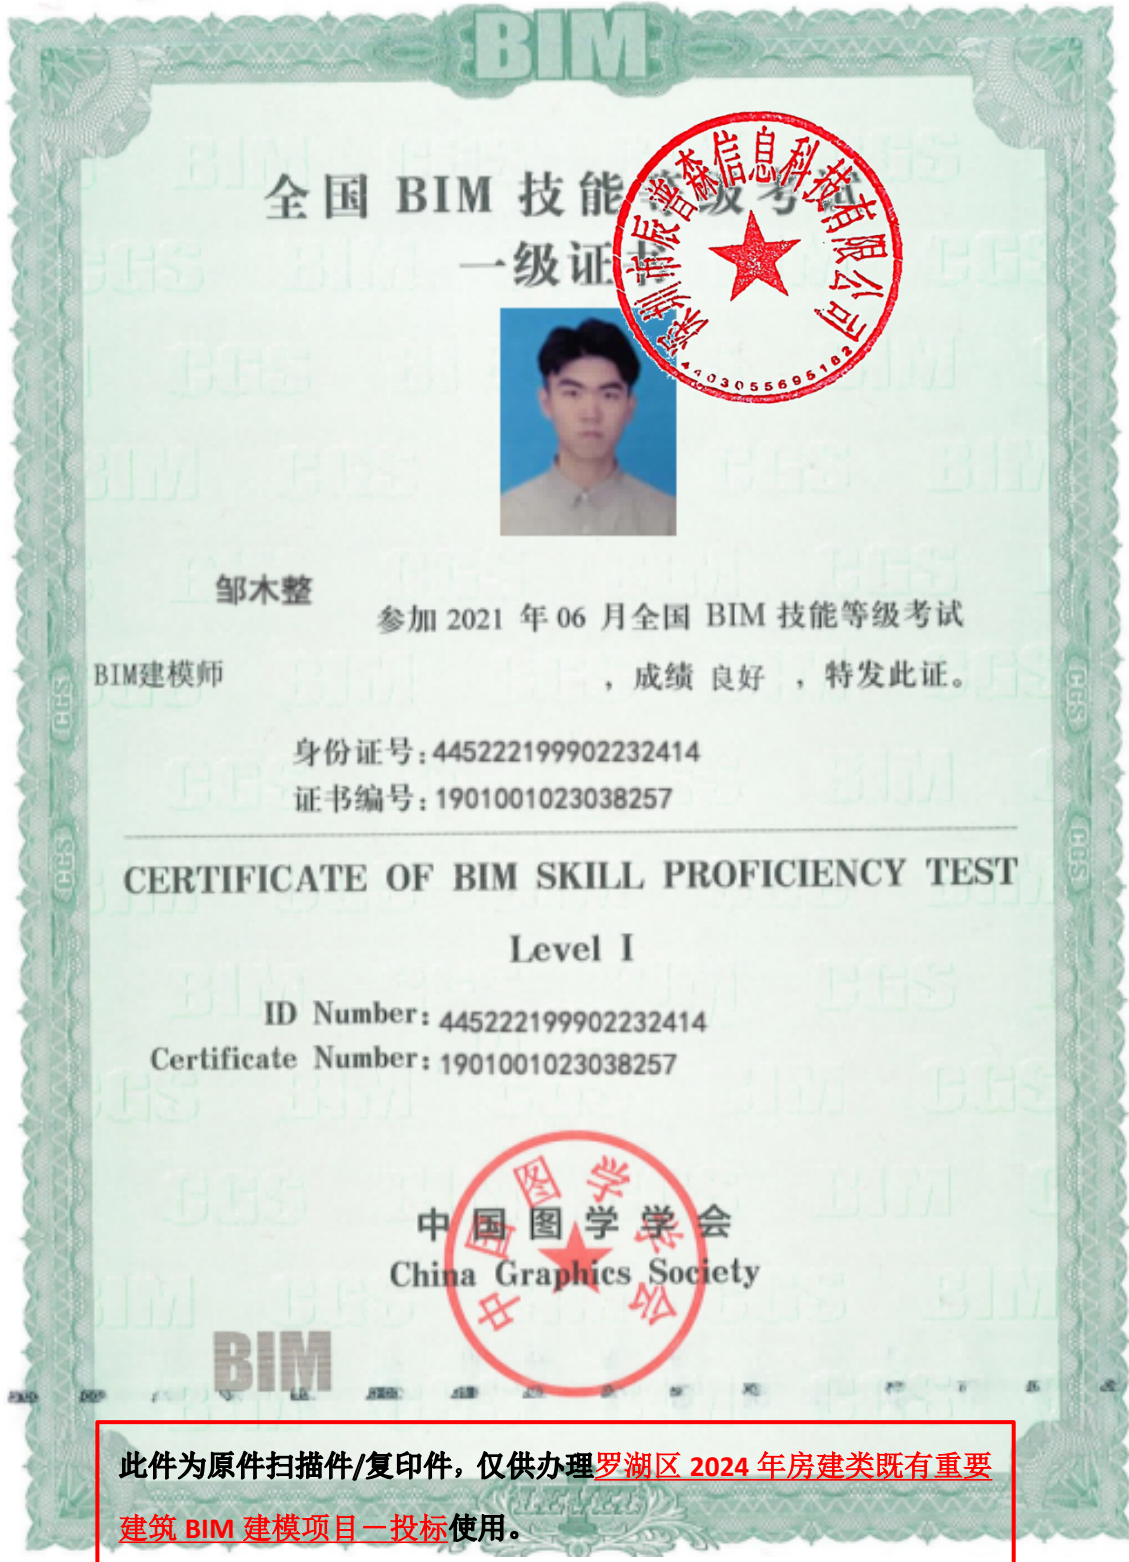 BIM
全国 BIM 技能等级考试
一级证书
深圳市辰普森信息科技有限公司
4403055695182
邹木整
参加 2021 年 06 月全国 BIM 技能等级考试
BIM建模师 ，成绩 良好 ，特发此证。
身份证号：445222199902232414
证书编号：1901001023038257
CERTIFICATE OF BIM SKILL PROFICIENCY TEST
Level I
ID Number: 445222199902232414
Certificate Number: 1901001023038257
中国图学学会
中国图学学会
China Graphics Society
BIM
CGS
CGS
CGS
CGS
此件为原件扫描件/复印件，仅供办理罗湖区 2024 年房建类既有重要
建筑 BIM 建模项目－投标使用。